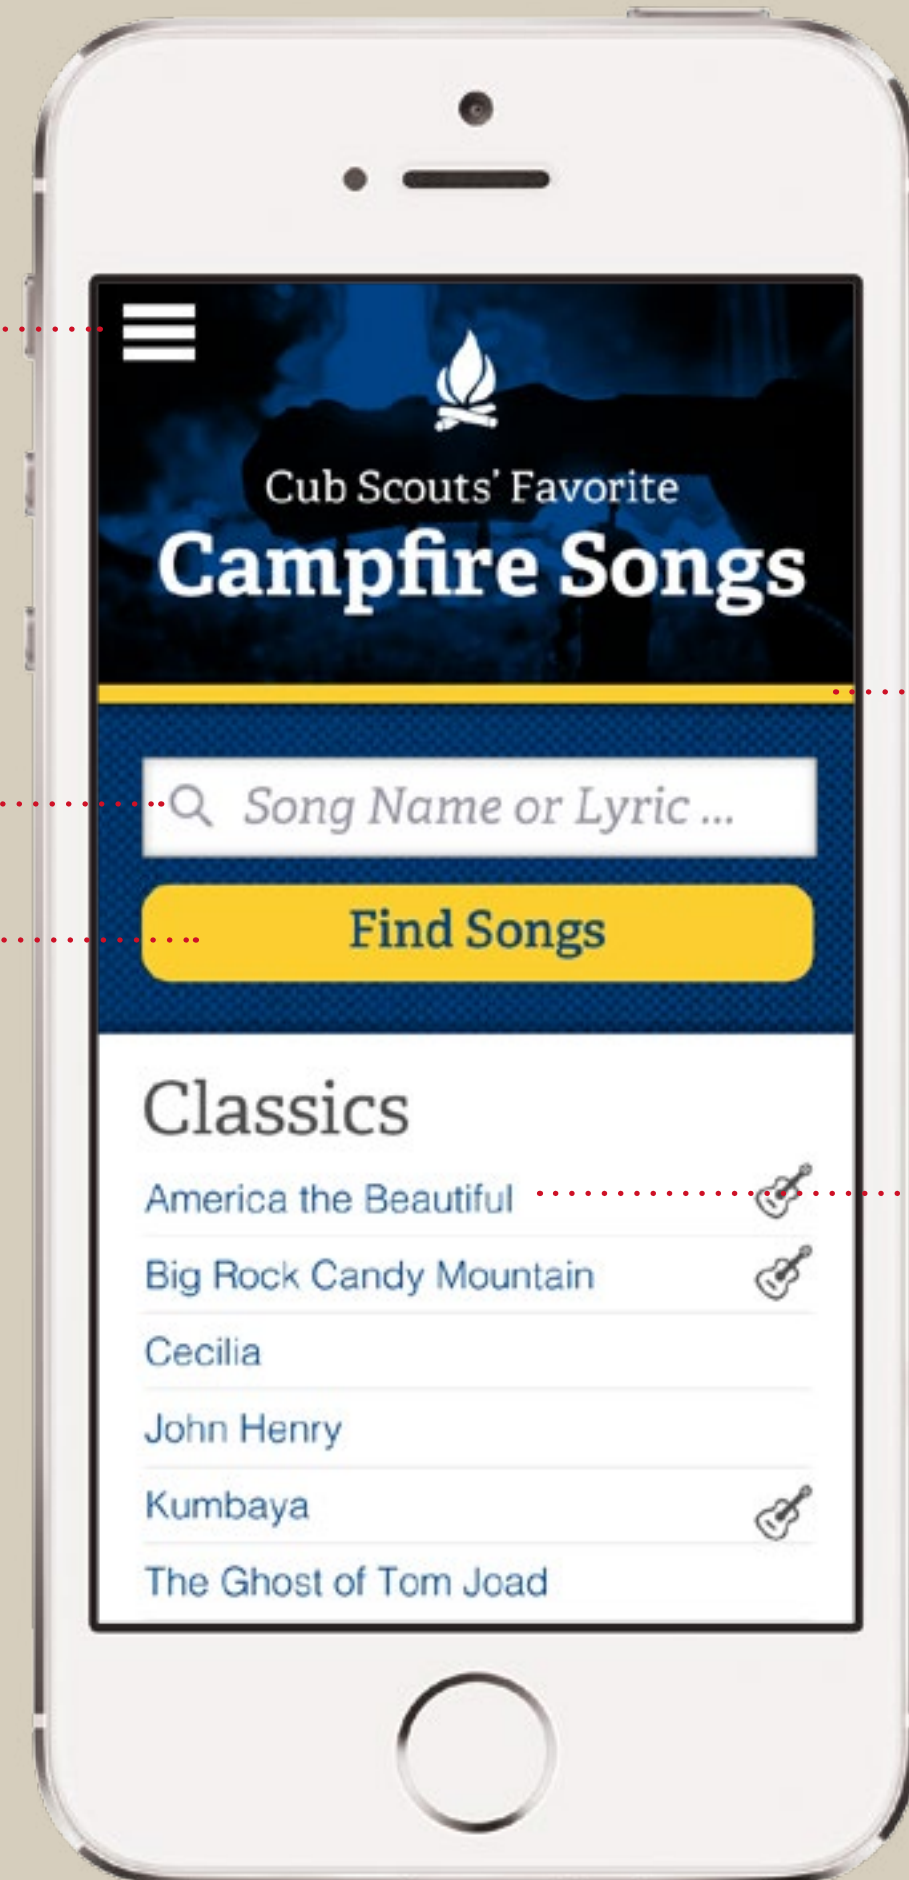 Cub Scouts' Favorite
Campfire Songs
Song Name or Lyric ...
Find Songs
Classics
America the Beautiful
Big Rock Candy Mountain
Cecilia
John Henry
Kumbaya
The Ghost of Tom Joad